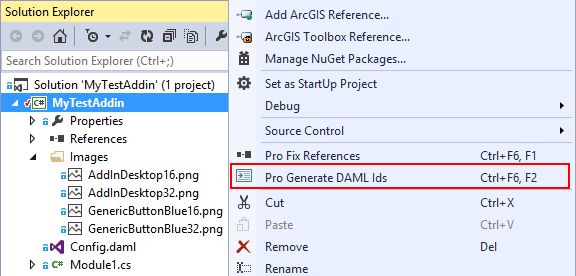 Solution Explorer
Search Solution Explorer (Ctrl+;)
Solution 'MyTestAddin' (1 project)
C# MyTestAddin
Properties
References
Images
AddInDesktop16.png
AddInDesktop32.png
GenericButtonBlue16.png
GenericButtonBlue32.png
Config.daml
C# Module1.cs
Add ArcGIS Reference...
ArcGIS Toolbox Reference...
Manage NuGet Packages...
Set as StartUp Project
Debug
Source Control
Pro Fix References Ctrl+F6, F1
Pro Generate DAML Ids Ctrl+F6, F2
Cut Ctrl+X
Paste Ctrl+V
Remove Del
Rename